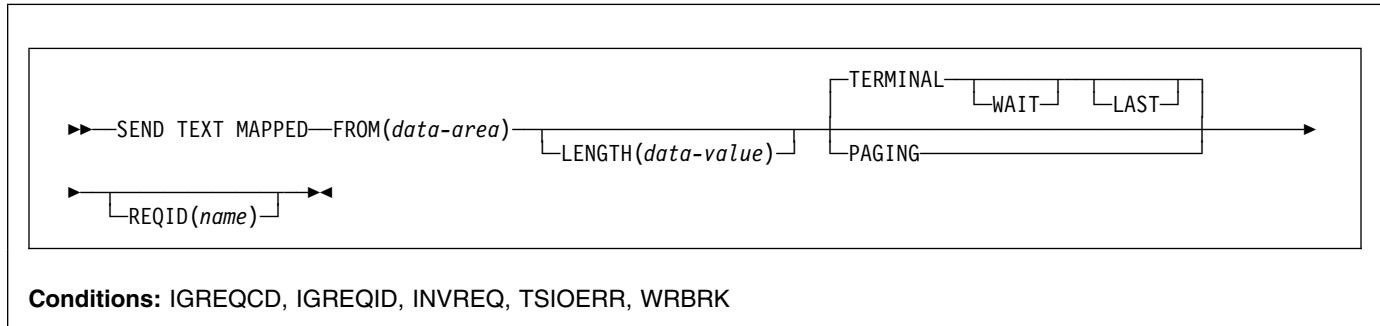 TERMINAL
WAIT LAST
►►─SEND TEXT MAPPED─FROM(data-area)
LENGTH(data-value) PAGING
REQID(name)
Conditions: IGREQCD, IGREQID, INVREQ, TSIOERR, WRBRK